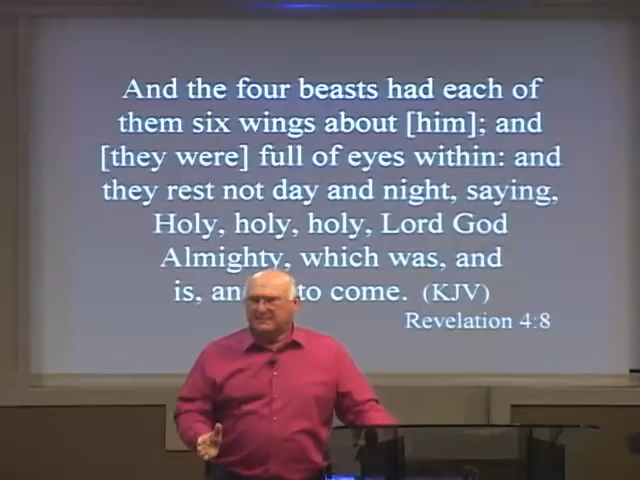 And the four beasts had each of
them six wings about [him]; and
[they were] full of eyes within: and
they rest not day and night, saying,
Holy, holy, holy, Lord God
Almighty, which was, and
is, to come. (KJV)
Revelation 4:8